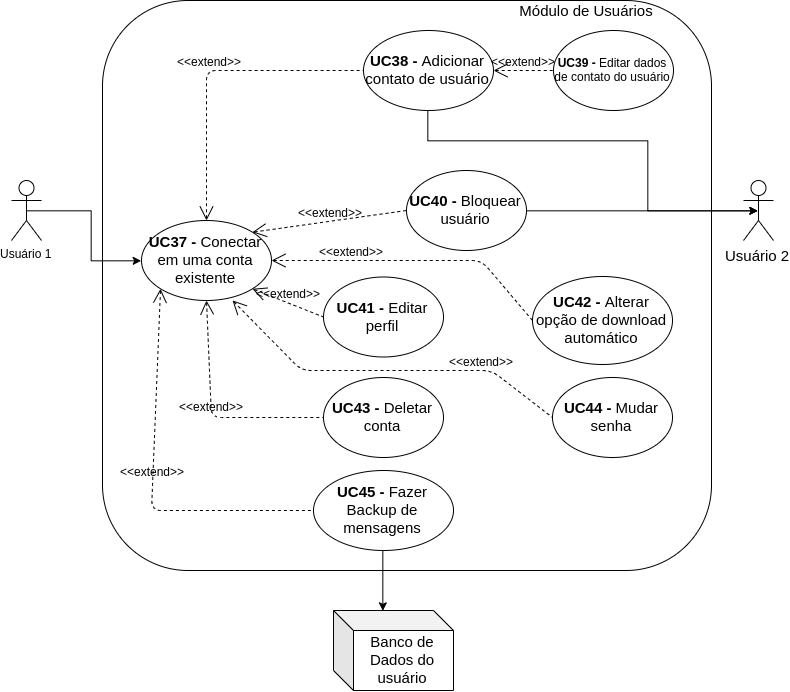 Módulo de Usuários
<<extend>>
UC38 - Adicionar
contato de usuário
<<extend>>
UC39 - Editar dados
de contato do usuário
Usuário 1
UC37 - Conectar
em uma conta
existente
<<extend>>
UC40 - Bloquear
usuário
Usuário 2
<<extend>>
<<extend>>
UC41 - Editar
perfil
UC42 - Alterar
opção de download
automático
<<extend>>
<<extend>>
UC43 - Deletar
conta
UC44 - Mudar
senha
<<extend>>
UC45 - Fazer
Backup de
mensagens
Banco de
Dados do
usuário